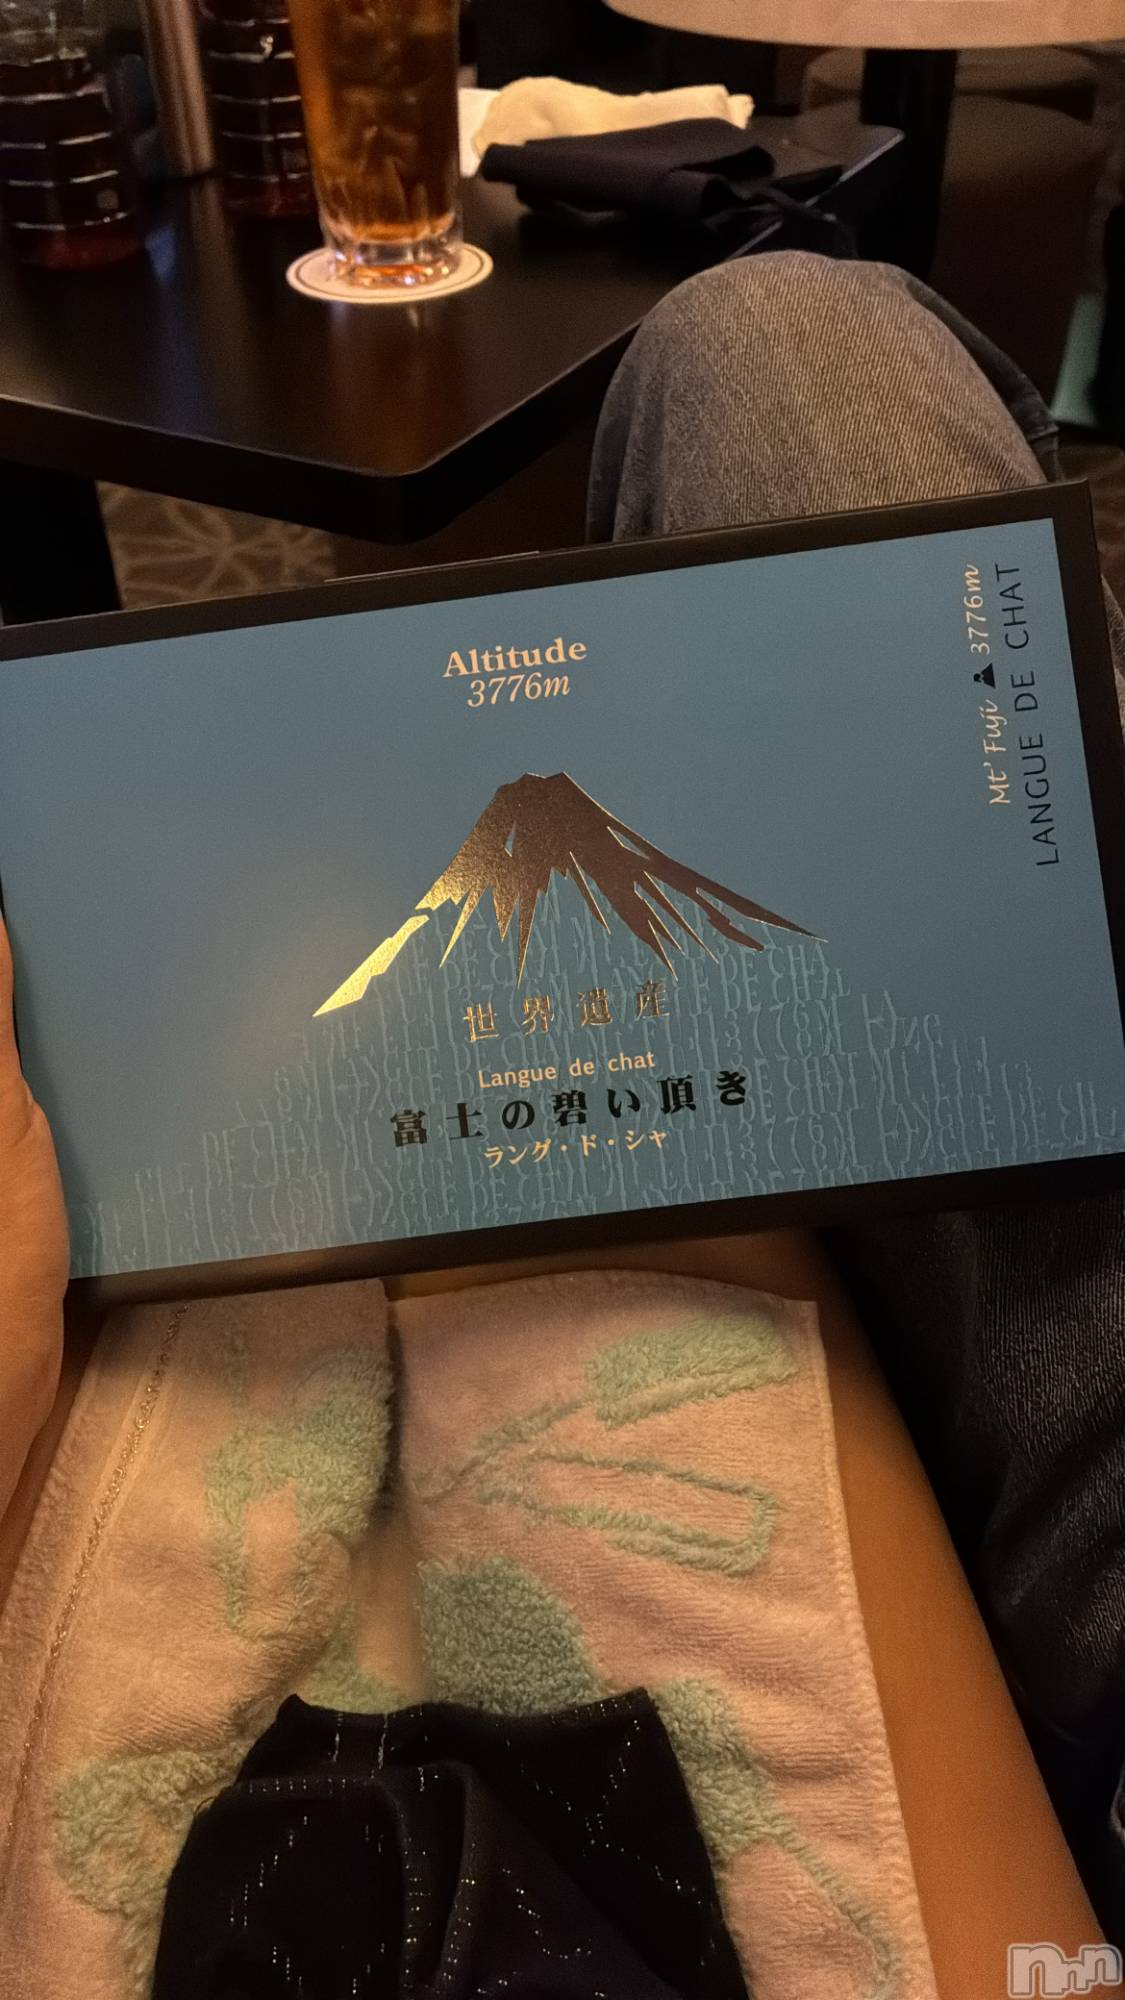 Altitude
3776m
Mt' Fuji 3776m
LANGUE DE CHAT
世界遺産
Langue de chat
富士の碧い頂き
ラング・ド・シャ
nnn